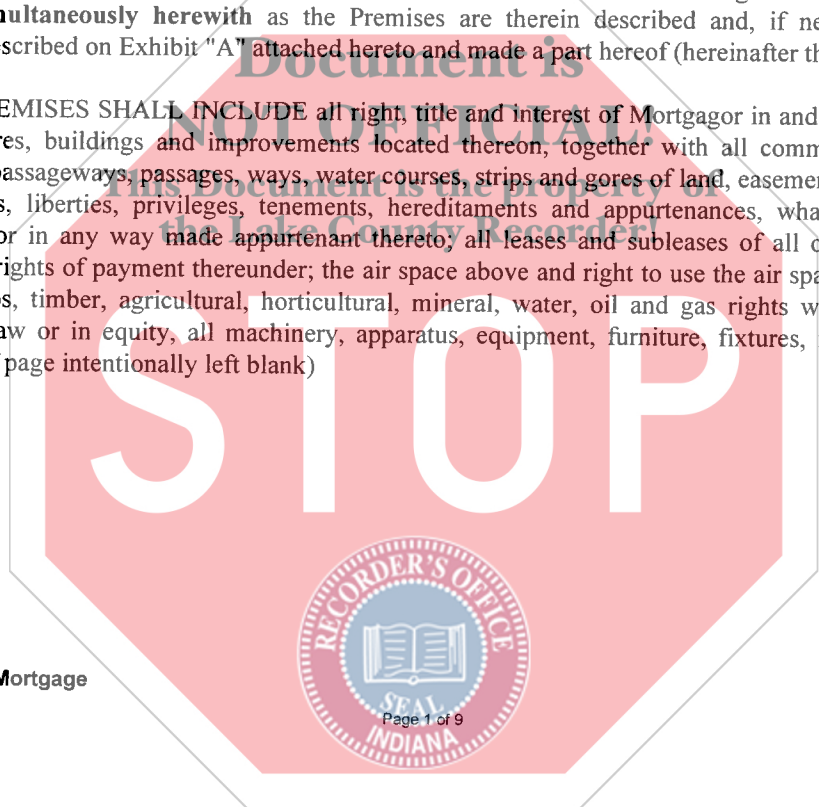 multaneously herewith as the Premises are therein described and, if ne
scribed on Exhibit "A" attached hereto and made a part hereof (hereinafter th
Document is
EMISES SHALL INCLUDE all right, title and interest of Mortgagor in and
NOT OFFICIAL!
res, buildings and improvements located thereon, together with all comm
assageways, passages, ways, water courses, strips and gores of land, easemen
This Document is the property of
s, liberties, privileges, tenements, hereditaments and appurtenances, wha
the Lake County Recorder!
or in any way made appurtenant thereto; all leases and subleases of all o
rights of payment thereunder; the air space above and right to use the air spa
s, timber, agricultural, horticultural, mineral, water, oil and gas rights w
aw or in equity, all machinery, apparatus, equipment, furniture, fixtures,
page intentionally left blank)
STOP
RECORDER'S OFFICE
SEAL
INDIANA
Mortgage
Page 1 of 9